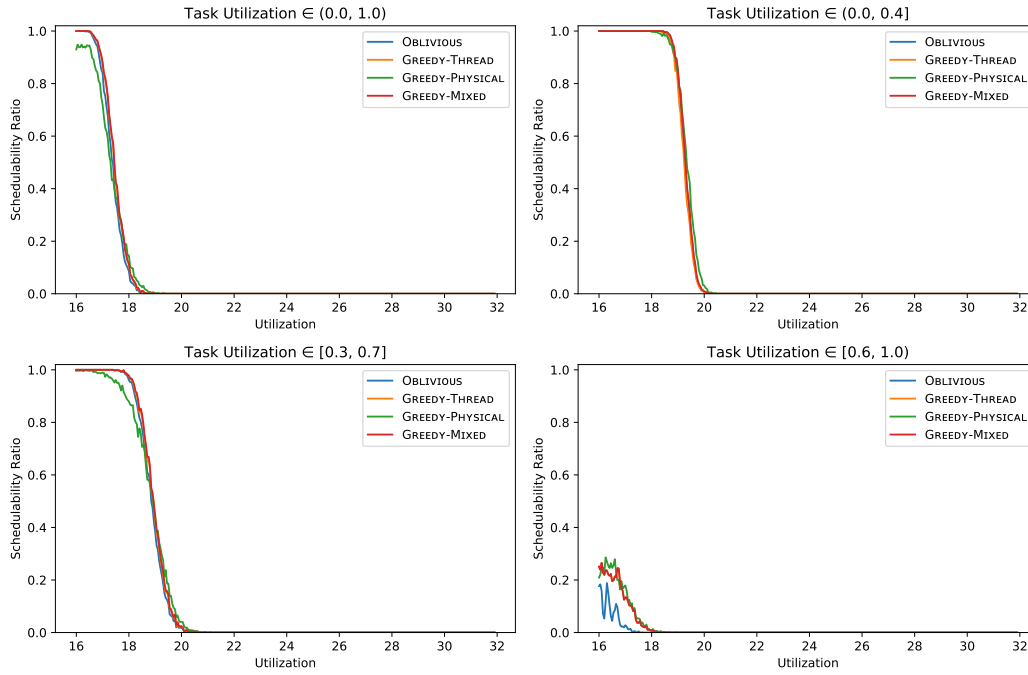 Task Utilization ∈ (0.0, 1.0)
Schedulability Ratio
1.0
0.8
0.6
0.4
0.2
0.0
16 18 20 22 24 26 28 30 32
Utilization
Oblivious
Greedy-Thread
Greedy-Physical
Greedy-Mixed
Task Utilization ∈ (0.0, 0.4]
Schedulability Ratio
1.0
0.8
0.6
0.4
0.2
0.0
16 18 20 22 24 26 28 30 32
Utilization
Oblivious
Greedy-Thread
Greedy-Physical
Greedy-Mixed
Task Utilization ∈ [0.3, 0.7]
Schedulability Ratio
1.0
0.8
0.6
0.4
0.2
0.0
16 18 20 22 24 26 28 30 32
Utilization
Oblivious
Greedy-Thread
Greedy-Physical
Greedy-Mixed
Task Utilization ∈ [0.6, 1.0)
Schedulability Ratio
1.0
0.8
0.6
0.4
0.2
0.0
16 18 20 22 24 26 28 30 32
Utilization
Oblivious
Greedy-Thread
Greedy-Physical
Greedy-Mixed